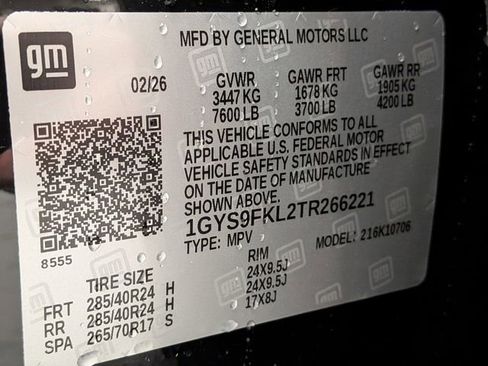 gm
MFD BY GENERAL MOTORS LLC
02/26
GVWR GAWR FRT GAWR RR
3447 KG 1678 KG 1905 KG
7600 LB 3700 LB 4200 LB
THIS VEHICLE CONFORMS TO ALL
APPLICABLE U.S. FEDERAL MOTOR
VEHICLE SAFETY STANDARDS IN EFFECT
ON THE DATE OF MANUFACTURE
SHOWN ABOVE.
1GYS9FKL2TR266221
TYPE: MPV MODEL: 216K10706
8555
TIRE SIZE RIM
FRT 285/40R24 H 24X9.5J
RR 285/40R24 H 24X9.5J
SPA 265/70R17 S 17X8J